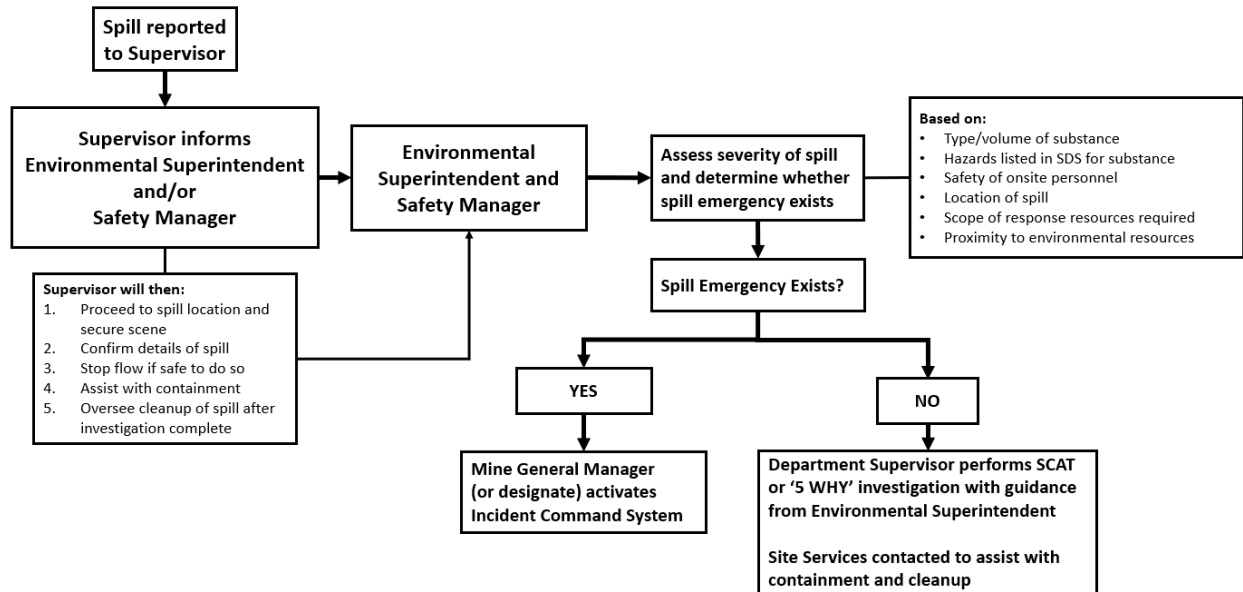 Spill reported
to Supervisor
Supervisor informs
Environmental Superintendent
and/or
Safety Manager
Supervisor will then:
1. Proceed to spill location and
secure scene
2. Confirm details of spill
3. Stop flow if safe to do so
4. Assist with containment
5. Oversee cleanup of spill after
investigation complete
Environmental
Superintendent and
Safety Manager
Assess severity of spill
and determine whether
spill emergency exists
Based on:
• Type/volume of substance
• Hazards listed in SDS for substance
• Safety of onsite personnel
• Location of spill
• Scope of response resources required
• Proximity to environmental resources
Spill Emergency Exists?
YES
Mine General Manager
(or designate) activates
Incident Command System
NO
Department Supervisor performs SCAT
or ‘5 WHY’ investigation with guidance
from Environmental Superintendent
Site Services contacted to assist with
containment and cleanup